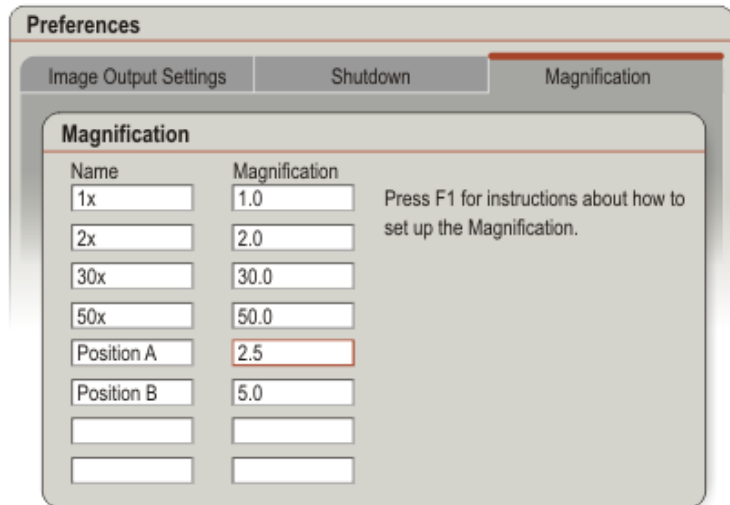 Preferences
Image Output Settings Shutdown Magnification
Magnification
Name Magnification
1x 1.0
2x 2.0
30x 30.0
50x 50.0
Position A 2.5
Position B 5.0
Press F1 for instructions about how to
set up the Magnification.